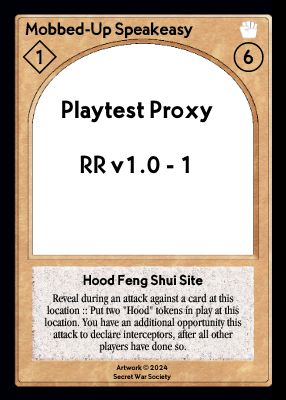 Mobbed-Up Speakeasy
1
6
Playtest Proxy
RR v1.0 - 1
Hood Feng Shui Site
Reveal during an attack against a card at this
location :: Put two "Hood" tokens in play at this
location. You have an additional opportunity this
attack to declare interceptors, after all other
parties have done so.
Artwork © 2024
Secret War Society